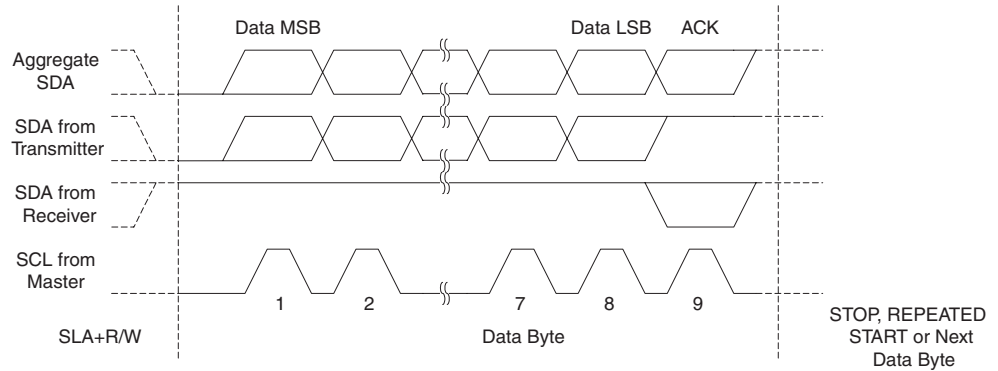 Data MSB
Data LSB
ACK
Aggregate
SDA
SDA from
Transmitter
SDA from
Receiver
SCL from
Master
1
2
7
8
9
SLA+R/W
Data Byte
STOP, REPEATED
START or Next
Data Byte